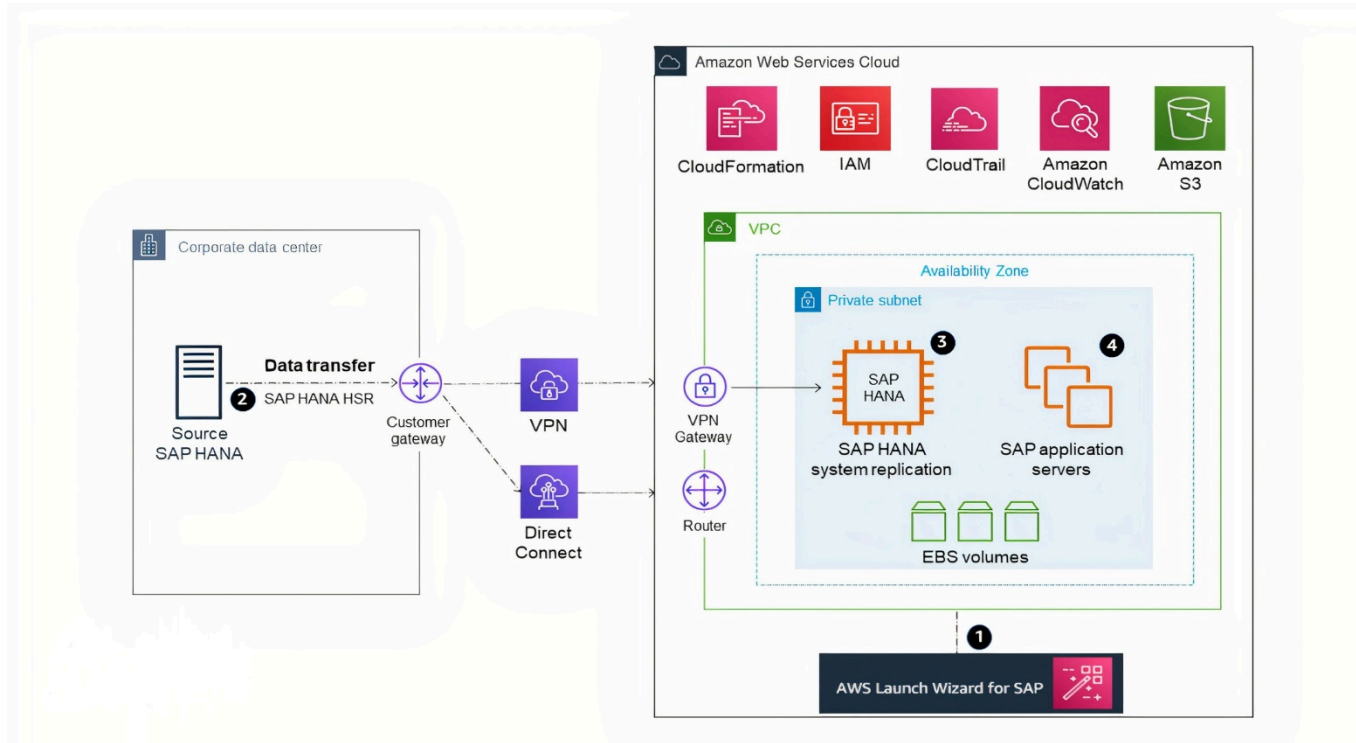 Amazon Web Services Cloud
CloudFormation
IAM
CloudTrail
Amazon
CloudWatch
Amazon
S3
VPC
Corporate data center
Availability Zone
Private subnet
Data transfer
2 SAP HANA HSR
Source
SAP HANA
Customer
gateway
VPN
Direct
Connect
VPN
Gateway
Router
3
SAP
HANA
SAP HANA
system replication
4
SAP application
servers
EBS volumes
1
AWS Launch Wizard for SAP